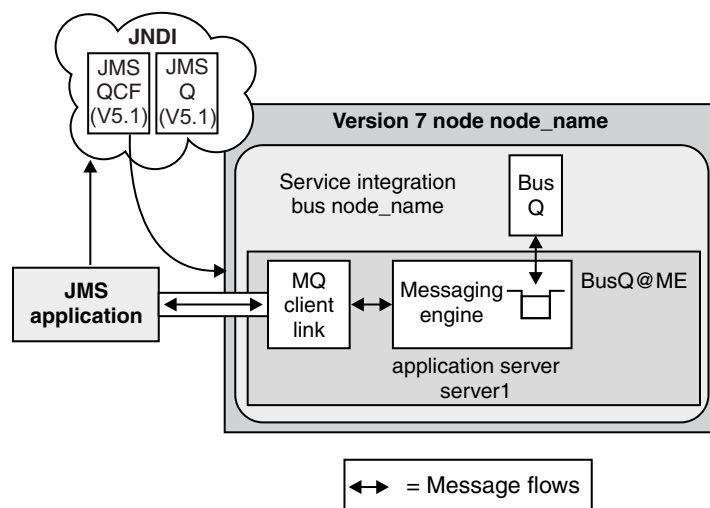 JNDI
JMS
QCF
(V5.1)
JMS
Q
(V5.1)
Version 7 node node_name
Service integration
bus node_name
Bus
Q
JMS
application
MQ
client
link
Messaging
engine
BusQ@ME
application server
server1
= Message flows